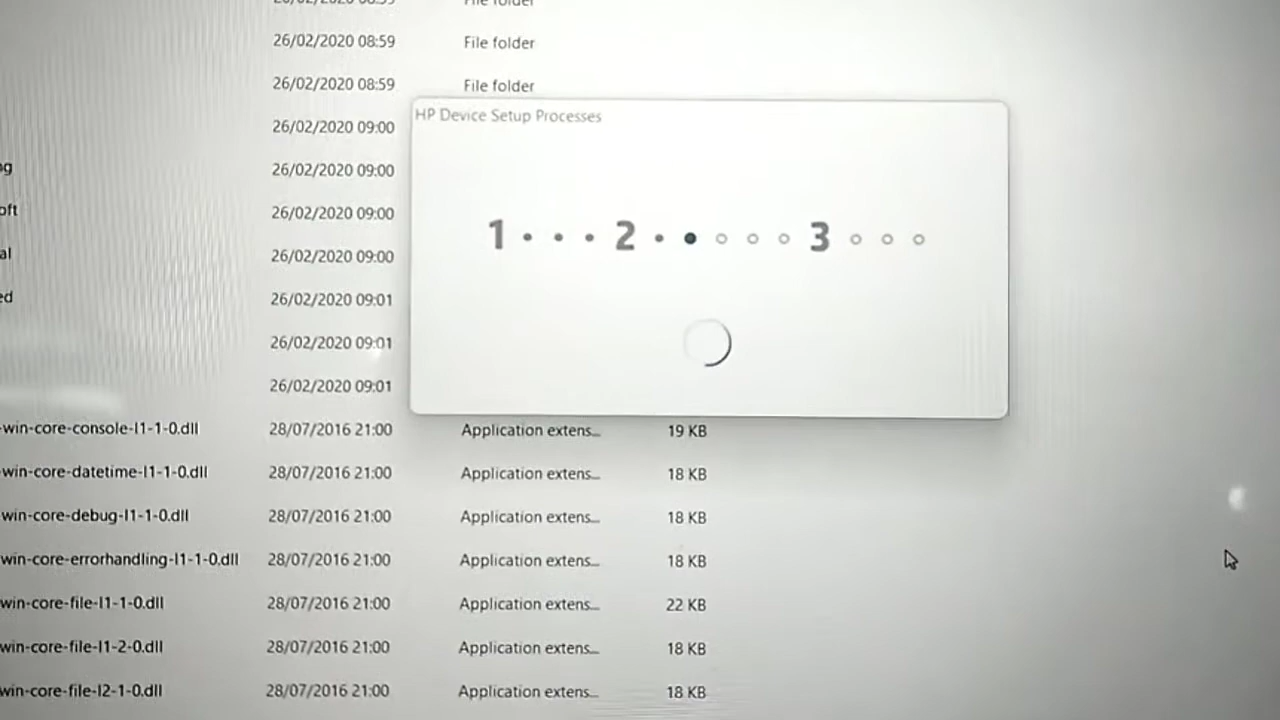 26/02/2020 08:59 File folder
26/02/2020 08:59 File folder
26/02/2020 08:59 File folder
HP Device Setup Processes
26/02/2020 09:00
og 26/02/2020 09:00
oft 26/02/2020 09:00
1 2 3
al 26/02/2020 09:00
ed 26/02/2020 09:01
26/02/2020 09:01
26/02/2020 09:01
-win-core-console-l1-1-0.dll 28/07/2016 21:00 Application extens... 19 KB
win-core-datetime-l1-1-0.dll 28/07/2016 21:00 Application extens... 18 KB
win-core-debug-l1-1-0.dll 28/07/2016 21:00 Application extens... 18 KB
win-core-errorhandling-l1-1-0.dll 28/07/2016 21:00 Application extens... 18 KB
win-core-file-l1-1-0.dll 28/07/2016 21:00 Application extens... 22 KB
win-core-file-l1-2-0.dll 28/07/2016 21:00 Application extens... 18 KB
win-core-file-l2-1-0.dll 28/07/2016 21:00 Application extens... 18 KB